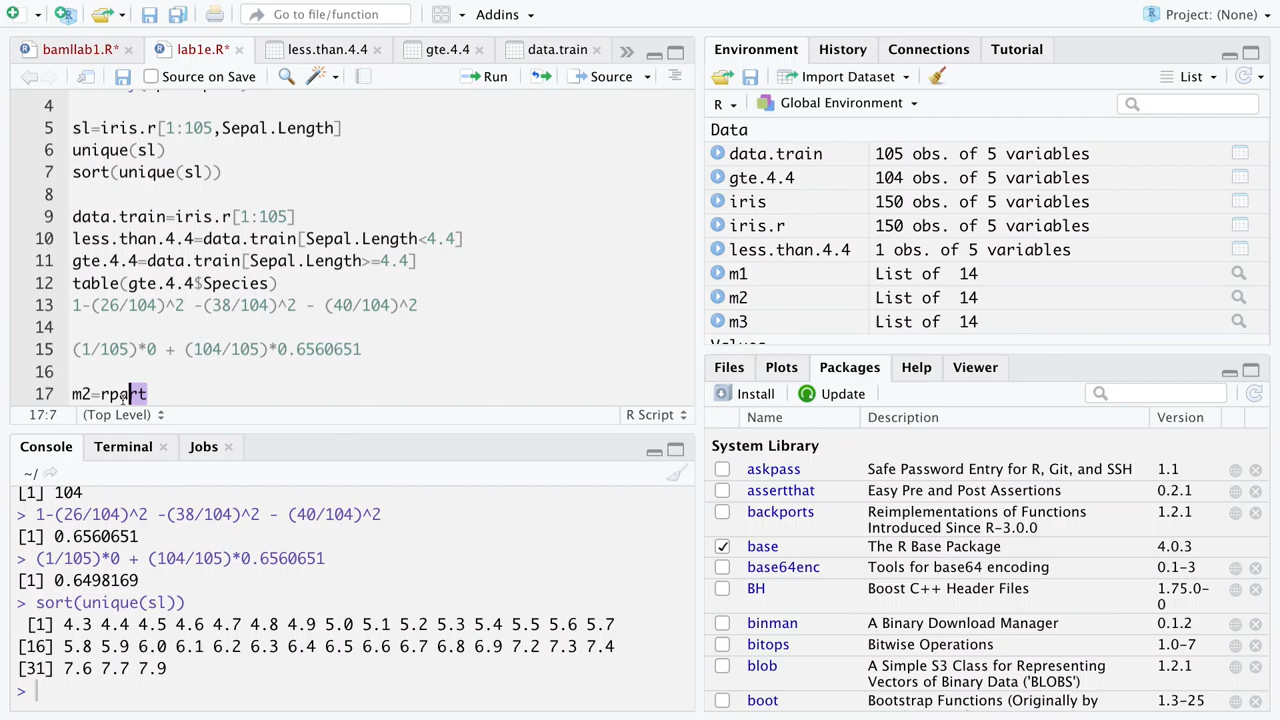 Go to file/function
Addins
Project: (None)
bamllab1.R*
lab1e.R*
less.than.4.4
gte.4.4
data.train
Source on Save
Run
Source
4
5 sl=iris.r[1:105,Sepal.Length]
6 unique(sl)
7 sort(unique(sl))
8
9 data.train=iris.r[1:105]
10 less.than.4.4=data.train[Sepal.Length<4.4]
11 gte.4.4=data.train[Sepal.Length>=4.4]
12 table(gte.4.4$Species)
13 1-(26/104)^2 -(38/104)^2 - (40/104)^2
14
15 (1/105)*0 + (104/105)*0.6560651
16
17 m2=rpart
17:7 (Top Level) R Script
Console Terminal Jobs
~/
[1] 104
> 1-(26/104)^2 -(38/104)^2 - (40/104)^2
[1] 0.6560651
> (1/105)*0 + (104/105)*0.6560651
[1] 0.6498169
> sort(unique(sl))
[1] 4.3 4.4 4.5 4.6 4.7 4.8 4.9 5.0 5.1 5.2 5.3 5.4 5.5 5.6 5.7
[16] 5.8 5.9 6.0 6.1 6.2 6.3 6.4 6.5 6.6 6.7 6.8 6.9 7.2 7.3 7.4
[31] 7.6 7.7 7.9
>
Environment History Connections Tutorial
Import Dataset List
R Global Environment
Data
data.train 105 obs. of 5 variables
gte.4.4 104 obs. of 5 variables
iris 150 obs. of 5 variables
iris.r 150 obs. of 5 variables
less.than.4.4 1 obs. of 5 variables
m1 List of 14
m2 List of 14
m3 List of 14
Files Plots Packages Help Viewer
Install Update
Name Description Version
System Library
askpass Safe Password Entry for R, Git, and SSH 1.1
assertthat Easy Pre and Post Assertions 0.2.1
backports Reimplementations of Functions 1.2.1
Introduced Since R-3.0.0
base The R Base Package 4.0.3
base64enc Tools for base64 encoding 0.1-3
BH Boost C++ Header Files 1.75.0-
0
binman A Binary Download Manager 0.1.2
bitops Bitwise Operations 1.0-7
blob A Simple S3 Class for Representing 1.2.1
Vectors of Binary Data ('BLOBS')
boot Bootstrap Functions (Originally by 1.3-25